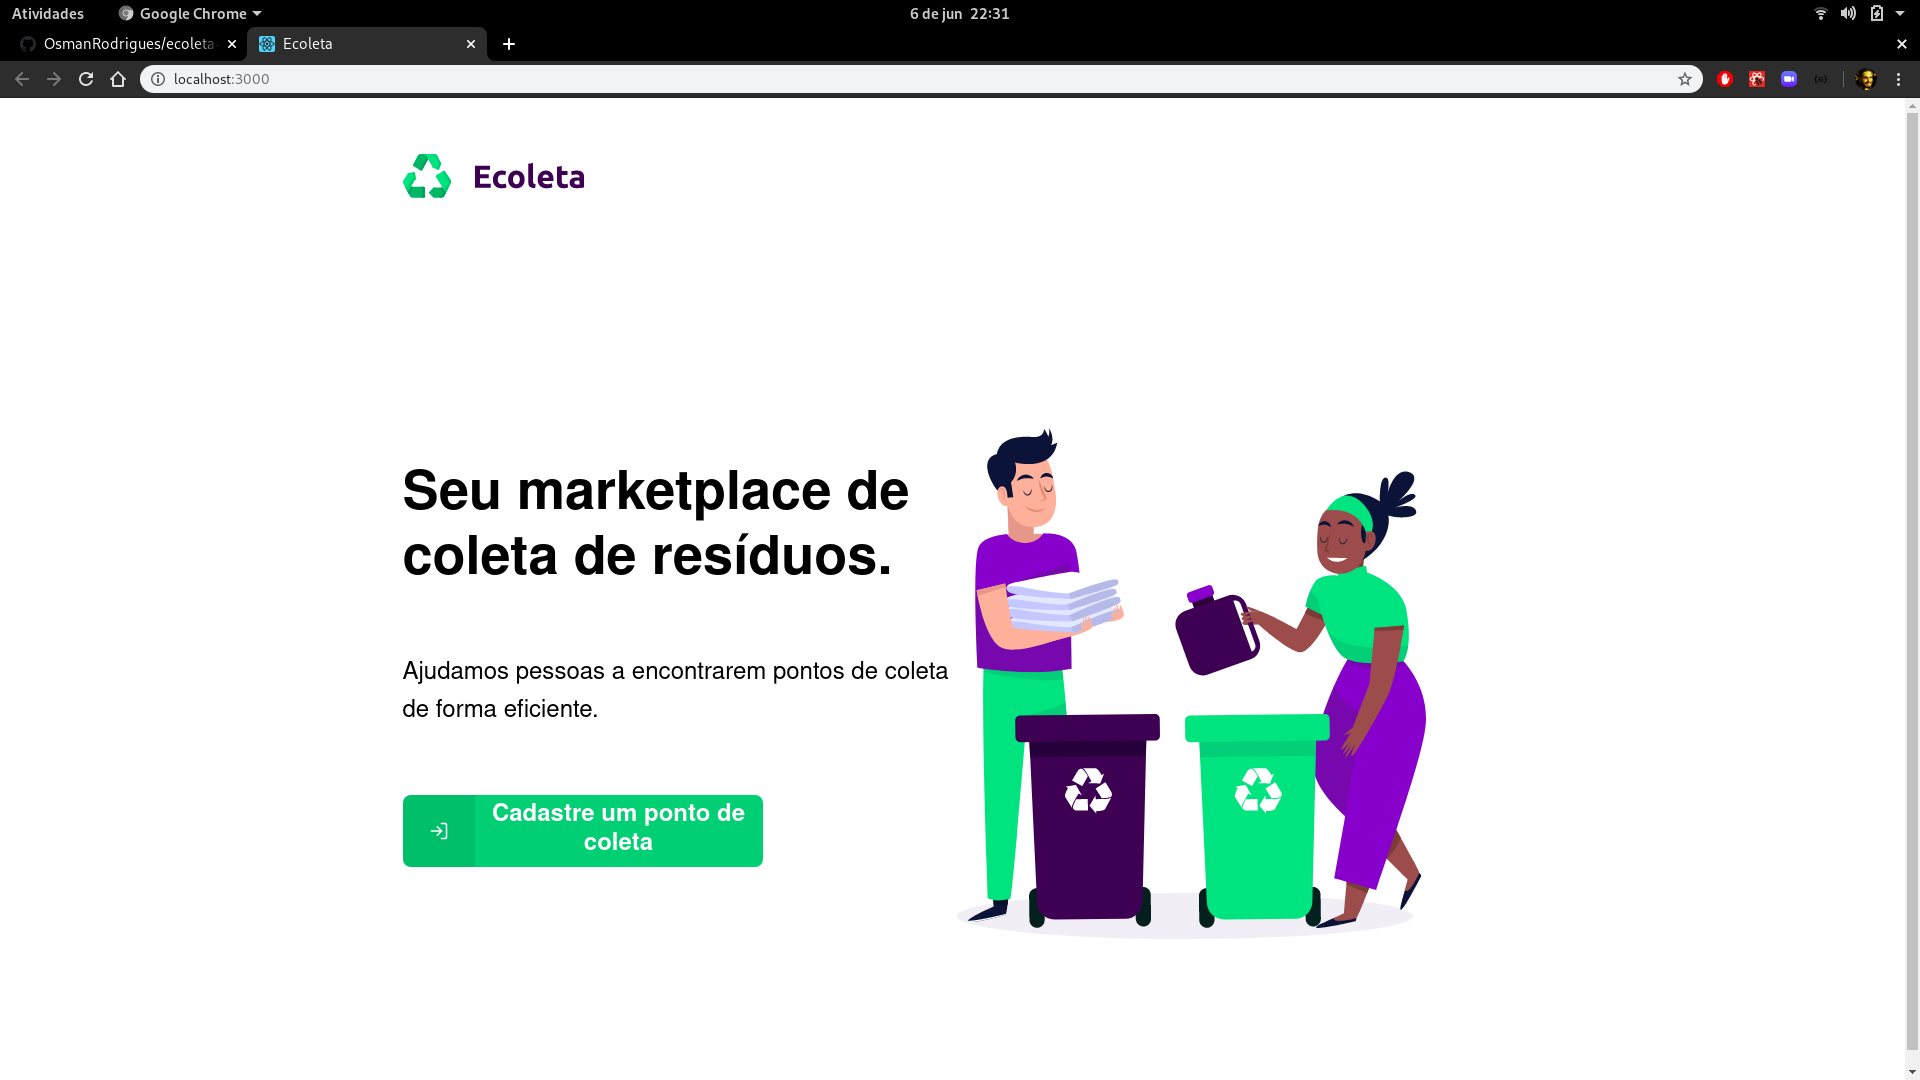 Atividades
Google Chrome
6 de jun 22:31
OsmanRodrigues/ecoleta
Ecoleta
localhost:3000
Ecoleta
Seu marketplace de
coleta de resíduos.
Ajudamos pessoas a encontrarem pontos de coleta
de forma eficiente.
Cadastre um ponto de
coleta